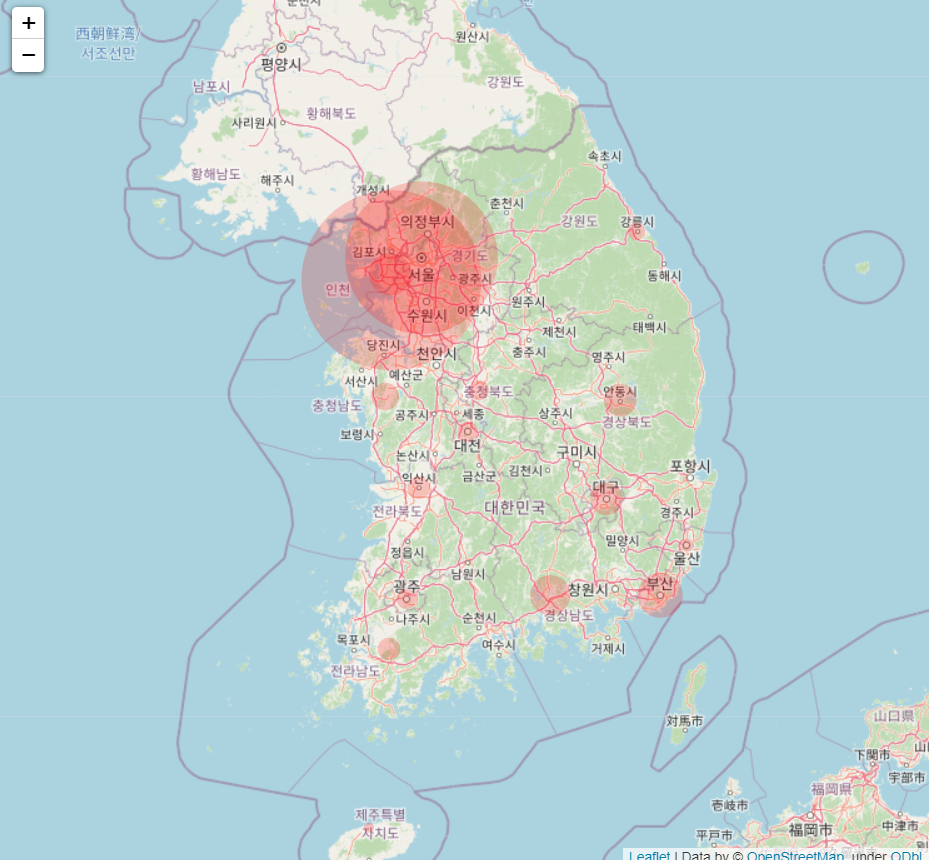 +
−
西朝鮮湾/
서조선만
평양시
원산시
남포시
강원도
황해북도
사리원시
속초시
황해남도
해주시
개성시
춘천시
의정부시
강원도
강릉시
김포시
경기도
서울
광주시
동해시
인천
원주시
수원시
이천시
제천시
태백시
당진시
천안시
충주시
영주시
서산시
예산군
충청북도
안동시
충청남도
공주시
세종
상주시
경상북도
보령시
대전
논산시
구미시
금산군
김천시
포항시
익산시
대구
전라북도
대한민국
경주시
밀양시
정읍시
울산
남원시
광주
창원시
부산
나주시
순천시
경상남도
목포시
여수시
거제시
전라남도
対馬市
山口県
下関市
宇部市
福岡県
壱岐市
제주특별
자치도
福岡市
中津市
平戸市
Leaflet | Data by © OpenStreetMap, under ODbL